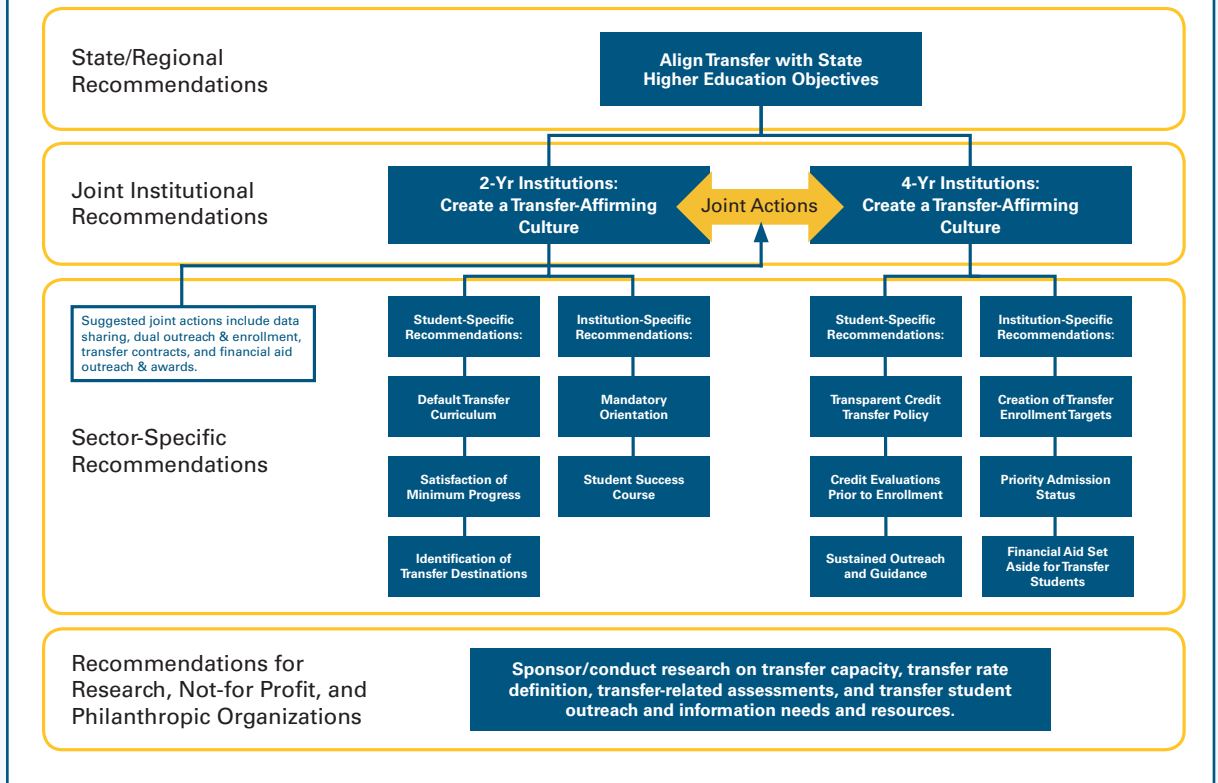 State/Regional
Recommendations
Align Transfer with State
Higher Education Objectives
Joint Institutional
Recommendations
2-Yr Institutions:
Create a Transfer-Affirming
Culture
Joint Actions
4-Yr Institutions:
Create a Transfer-Affirming
Culture
Suggested joint actions include data
sharing, dual outreach & enrollment,
transfer contracts, and financial aid
outreach & awards.
Sector-Specific
Recommendations
Student-Specific
Recommendations:
Default Transfer
Curriculum
Satisfaction of
Minimum Progress
Identification of
Transfer Destinations
Institution-Specific
Recommendations:
Mandatory
Orientation
Student Success
Course
Student-Specific
Recommendations:
Transparent Credit
Transfer Policy
Credit Evaluations
Prior to Enrollment
Sustained Outreach
and Guidance
Institution-Specific
Recommendations:
Creation of Transfer
Enrollment Targets
Priority Admission
Status
Financial Aid Set
Aside for Transfer
Students
Recommendations for
Research, Not-for Profit, and
Philanthropic Organizations
Sponsor/conduct research on transfer capacity, transfer rate
definition, transfer-related assessments, and transfer student
outreach and information needs and resources.